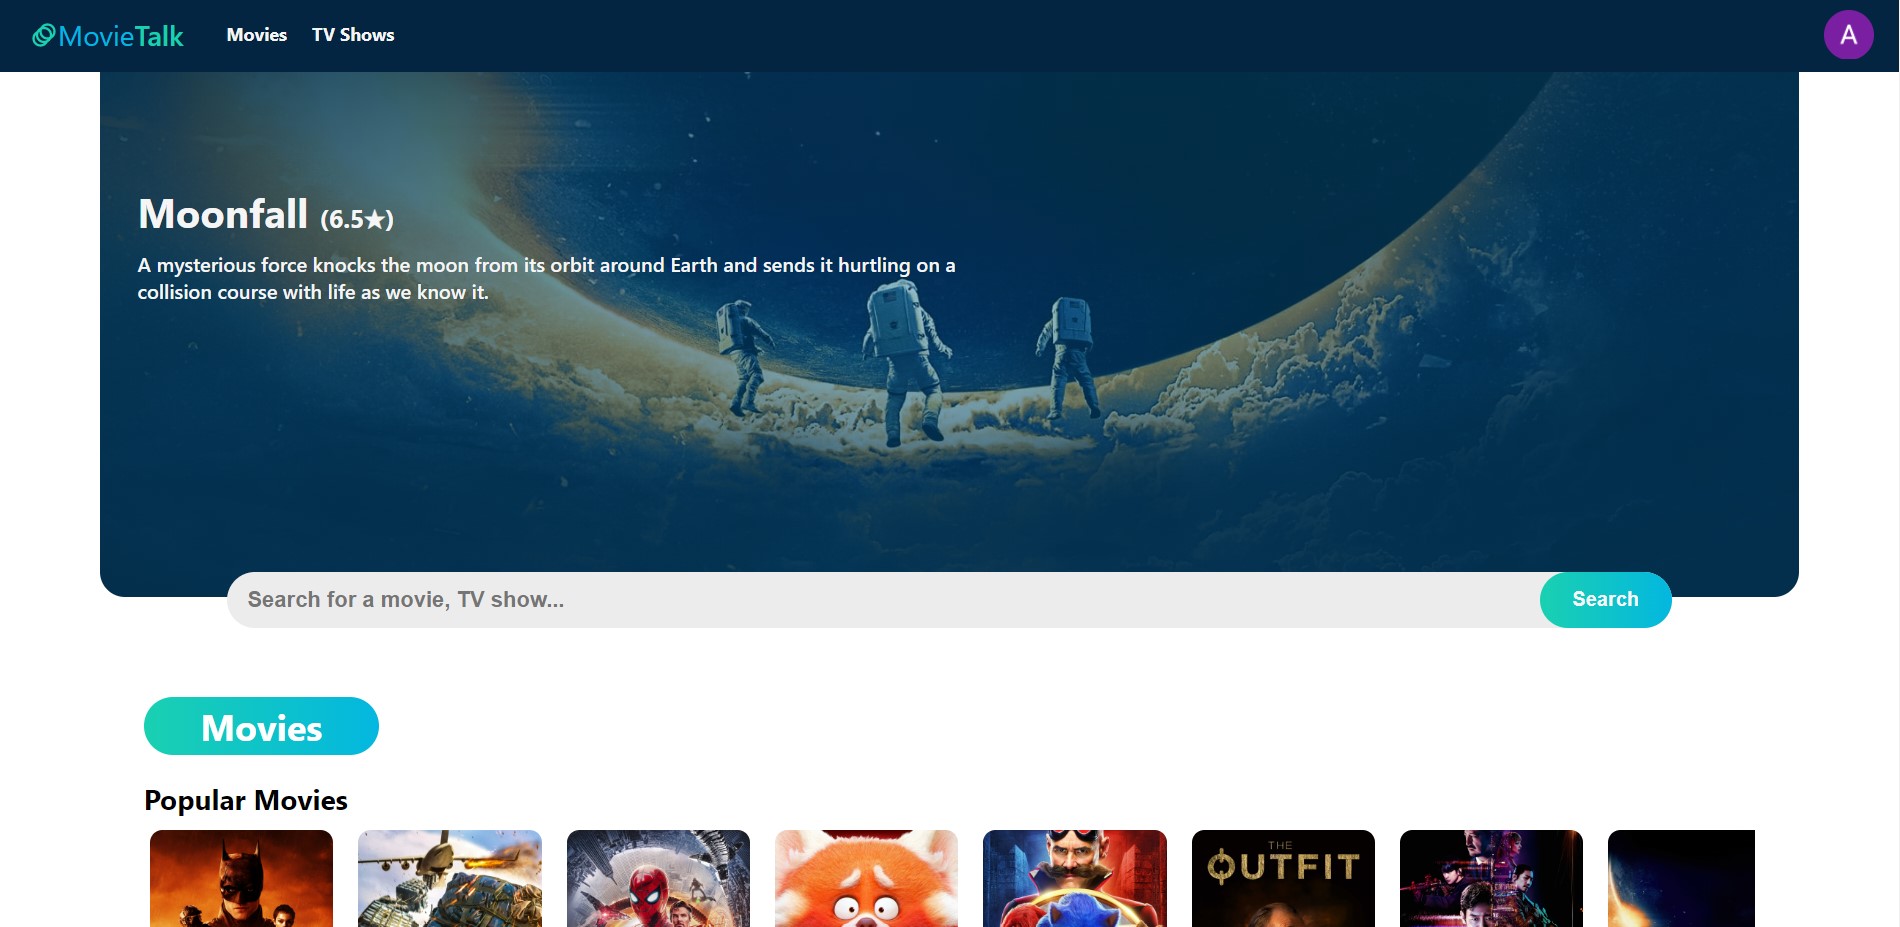 MovieTalk
Movies
TV Shows
A
Moonfall (6.5★)
A mysterious force knocks the moon from its orbit around Earth and sends it hurtling on a
collision course with life as we know it.
Search for a movie, TV show...
Search
Movies
Popular Movies
THE
OUTFIT